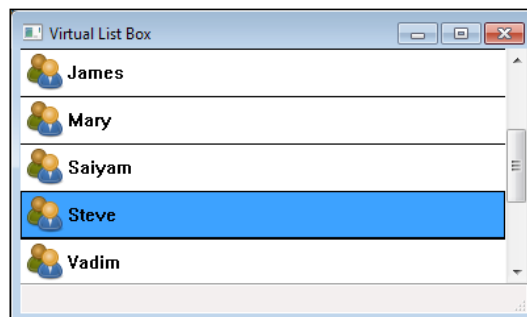 Virtual List Box
James
Mary
Saiyam
Steve
Vadim